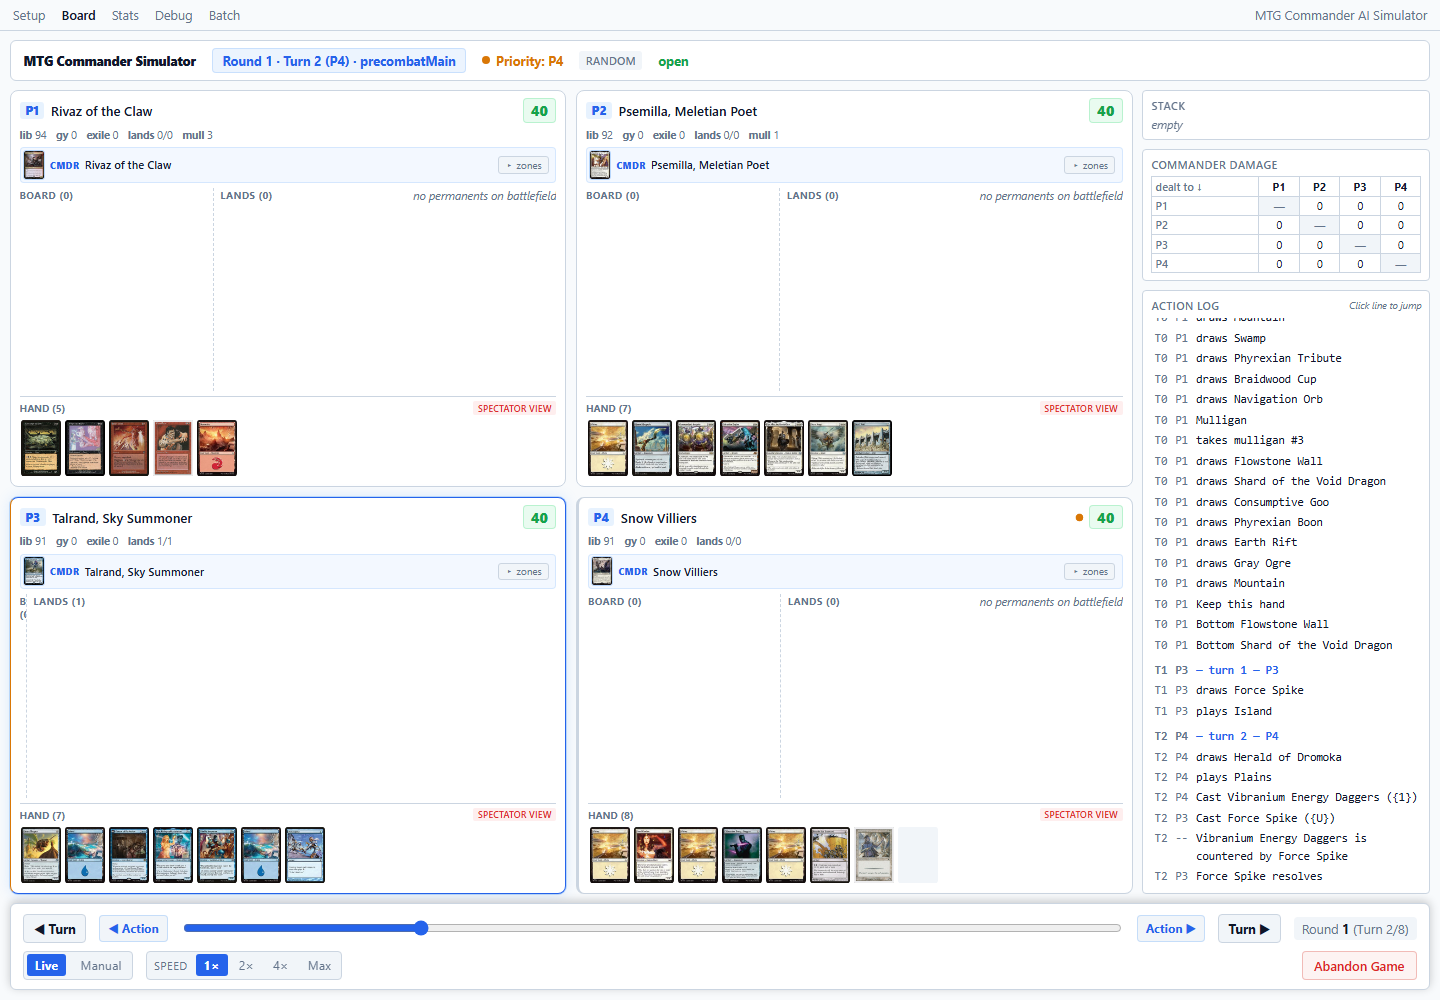 Setup Board Stats Debug Batch MTG Commander AI Simulator
MTG Commander Simulator Round 1 · Turn 2 (P4) · precombatMain Priority: P4 RANDOM open
P1 Rivaz of the Claw 40
lib 94 gy 0 exile 0 lands 0/0 mull 3
CMDR Rivaz of the Claw ‣ zones
BOARD (0) LANDS (0) no permanents on battlefield
HAND (5) SPECTATOR VIEW
P2 Psemilla, Meletian Poet 40
lib 92 gy 0 exile 0 lands 0/0 mull 1
CMDR Psemilla, Meletian Poet ‣ zones
BOARD (0) LANDS (0) no permanents on battlefield
HAND (7) SPECTATOR VIEW
P3 Talrand, Sky Summoner 40
lib 91 gy 0 exile 0 lands 1/1
CMDR Talrand, Sky Summoner ‣ zones
LANDS (1)
HAND (7) SPECTATOR VIEW
P4 Snow Villiers 40
lib 91 gy 0 exile 0 lands 0/0
CMDR Snow Villiers ‣ zones
BOARD (0) LANDS (0) no permanents on battlefield
HAND (8) SPECTATOR VIEW
STACK
empty
COMMANDER DAMAGE
dealt to ↓ P1 P2 P3 P4
P1 — 0 0 0
P2 0 — 0 0
P3 0 0 — 0
P4 0 0 0 —
ACTION LOG Click line to jump
T0 P1 draws Mountain
T0 P1 draws Swamp
T0 P1 draws Phyrexian Tribute
T0 P1 draws Braidwood Cup
T0 P1 draws Navigation Orb
T0 P1 Mulligan
T0 P1 takes mulligan #3
T0 P1 draws Flowstone Wall
T0 P1 draws Shard of the Void Dragon
T0 P1 draws Consumptive Goo
T0 P1 draws Phyrexian Boon
T0 P1 draws Earth Rift
T0 P1 draws Gray Ogre
T0 P1 draws Mountain
T0 P1 Keep this hand
T0 P1 Bottom Flowstone Wall
T0 P1 Bottom Shard of the Void Dragon
T1 P3 — turn 1 — P3
T1 P3 draws Force Spike
T1 P3 plays Island
T2 P4 — turn 2 — P4
T2 P4 draws Herald of Dromoka
T2 P4 plays Plains
T2 P4 Cast Vibranium Energy Daggers ({1})
T2 P3 Cast Force Spike ({U})
T2 -- Vibranium Energy Daggers is
countered by Force Spike
T2 P3 Force Spike resolves
◀ Turn ◀ Action Action ▶ Turn ▶ Round 1 (Turn 2/8)
Live Manual SPEED 1× 2× 4× Max Abandon Game